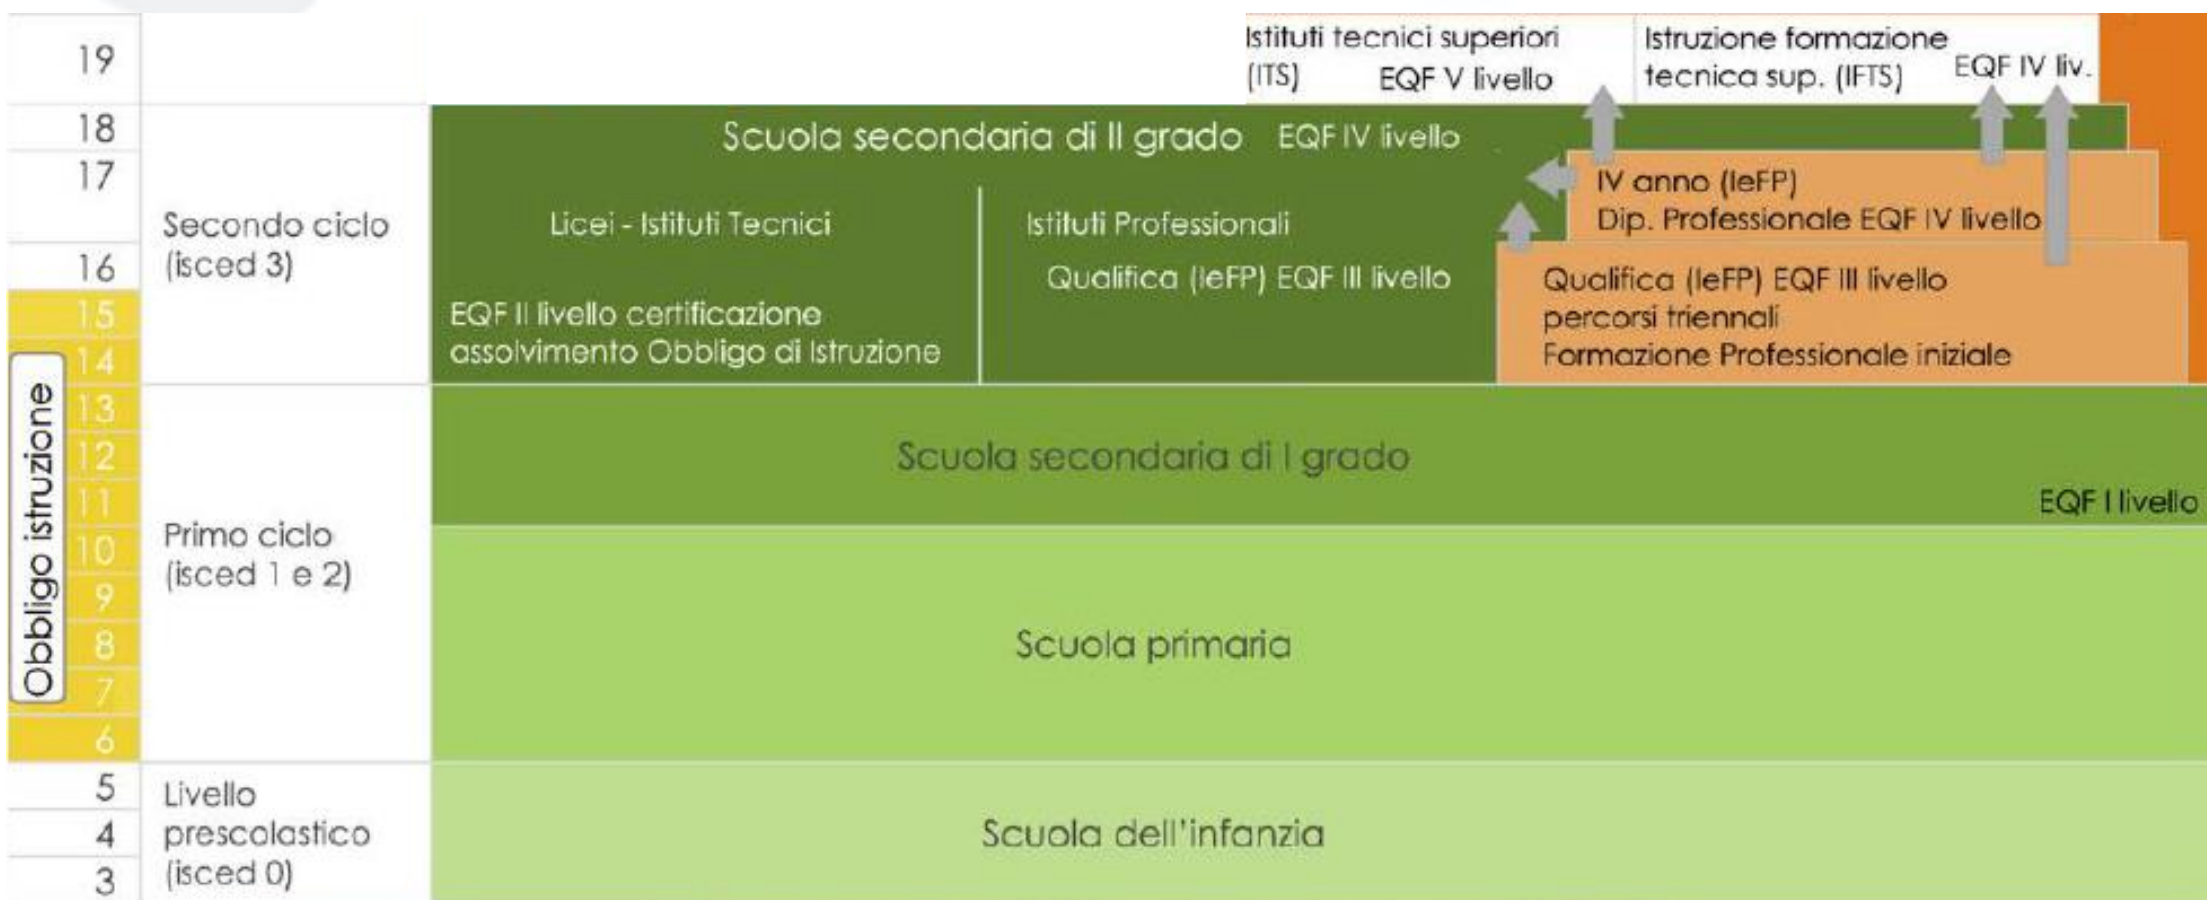 19
Istituti tecnici superiori
(ITS) EQF V livello
Istruzione formazione
tecnica sup. (IFTS) EQF IV liv.
18
Scuola secondaria di II grado EQF IV livello
17
IV anno (IeFP)
Dip. Professionale EQF IV livello
Secondo ciclo
(isced 3)
Licei - Istituti Tecnici
Istituti Professionali
16
Qualifica (IeFP) EQF III livello
Qualifica (IeFP) EQF III livello
percorsi triennali
Formazione Professionale iniziale
15
EQF II livello certificazione
assolvimento Obbligo di Istruzione
14
Obbligo istruzione
13
12
Scuola secondaria di I grado
11
EQF I livello
Primo ciclo
(isced 1 e 2)
10
9
8
Scuola primaria
7
6
5
Livello
prescolastico
(isced 0)
4
Scuola dell'infanzia
3